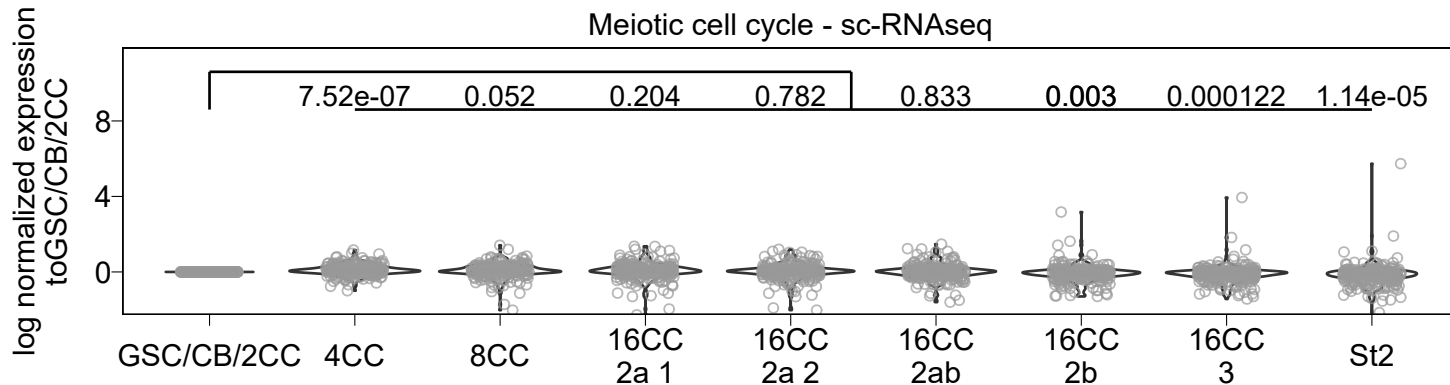 Meiotic cell cycle - sc-RNAseq
log normalized expression
toGSC/CB/2CC
7.52e-07 0.052 0.204 0.782 0.833 0.003 0.000122 1.14e-05
8
4
0
GSC/CB/2CC 4CC 8CC 16CC 16CC 16CC 16CC 16CC St2
2a 1 2a 2 2ab 2b 3